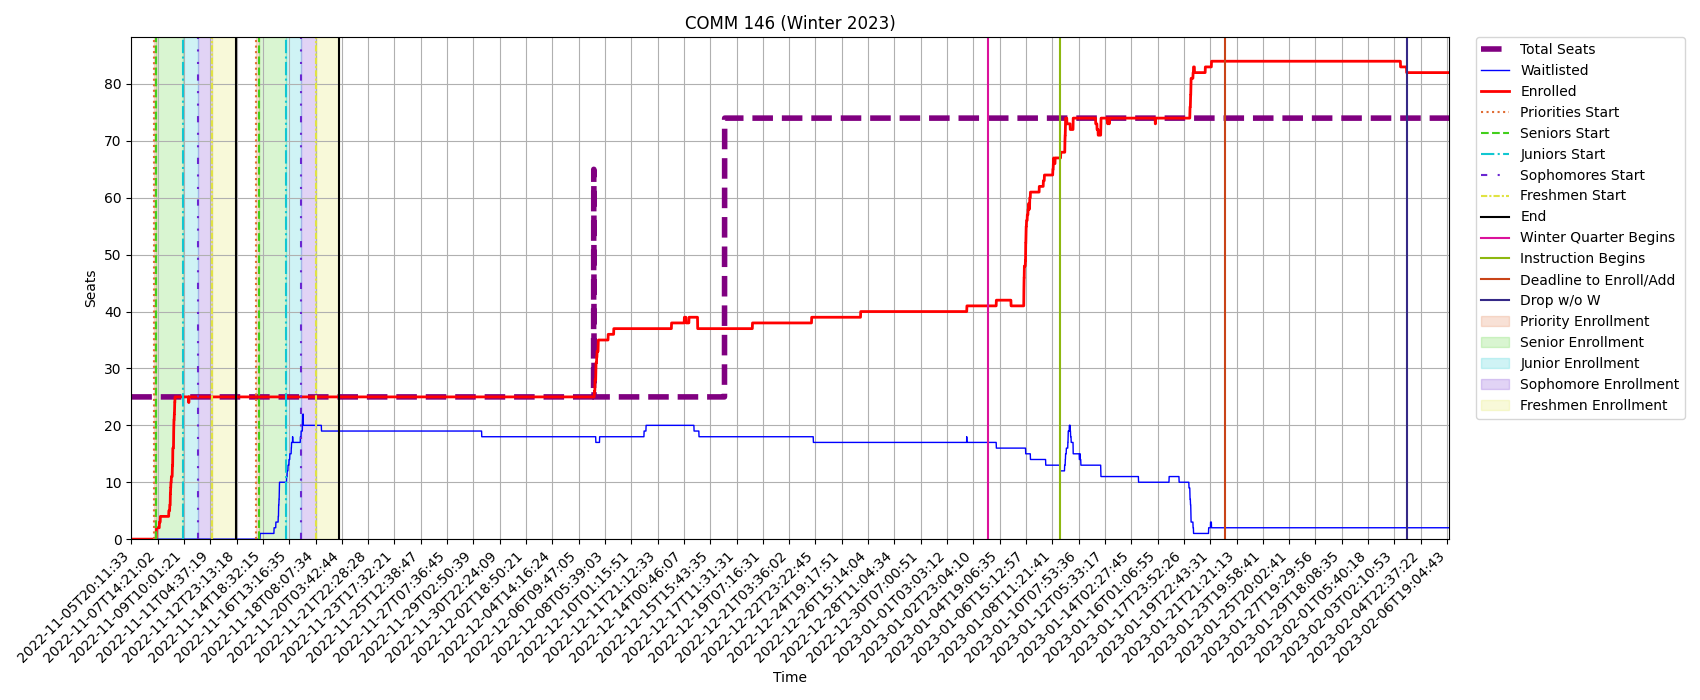 COMM 146 (Winter 2023)
Seats
80
70
60
50
40
30
20
10
0
2022-11-05T20:11:33
2022-11-07T14:21:02
2022-11-09T10:01:21
2022-11-11T04:37:19
2022-11-12T23:13:18
2022-11-14T18:32:15
2022-11-16T13:16:35
2022-11-18T08:07:34
2022-11-20T03:42:44
2022-11-21T22:28:28
2022-11-23T17:32:21
2022-11-25T12:38:47
2022-11-27T07:36:45
2022-11-29T02:50:39
2022-11-30T22:24:09
2022-12-02T18:50:21
2022-12-04T14:16:24
2022-12-06T09:47:05
2022-12-08T05:39:03
2022-12-10T01:15:51
2022-12-11T21:12:33
2022-12-14T00:46:07
2022-12-15T15:43:35
2022-12-17T11:31:31
2022-12-19T07:16:31
2022-12-21T03:36:02
2022-12-22T23:22:45
2022-12-24T19:17:51
2022-12-26T15:14:04
2022-12-28T11:04:34
2022-12-30T07:00:51
2023-01-01T03:03:12
2023-01-02T23:04:10
2023-01-04T19:06:35
2023-01-06T15:12:57
2023-01-08T11:21:41
2023-01-10T07:53:36
2023-01-12T05:33:17
2023-01-14T02:27:45
2023-01-16T01:06:55
2023-01-17T23:52:26
2023-01-19T22:43:31
2023-01-21T21:21:13
2023-01-23T19:58:41
2023-01-25T20:02:41
2023-01-27T19:29:56
2023-01-29T18:08:35
2023-02-01T05:40:18
2023-02-03T02:10:53
2023-02-04T22:37:22
2023-02-06T19:04:43
Time
Total Seats
Waitlisted
Enrolled
Priorities Start
Seniors Start
Juniors Start
Sophomores Start
Freshmen Start
End
Winter Quarter Begins
Instruction Begins
Deadline to Enroll/Add
Drop w/o W
Priority Enrollment
Senior Enrollment
Junior Enrollment
Sophomore Enrollment
Freshmen Enrollment